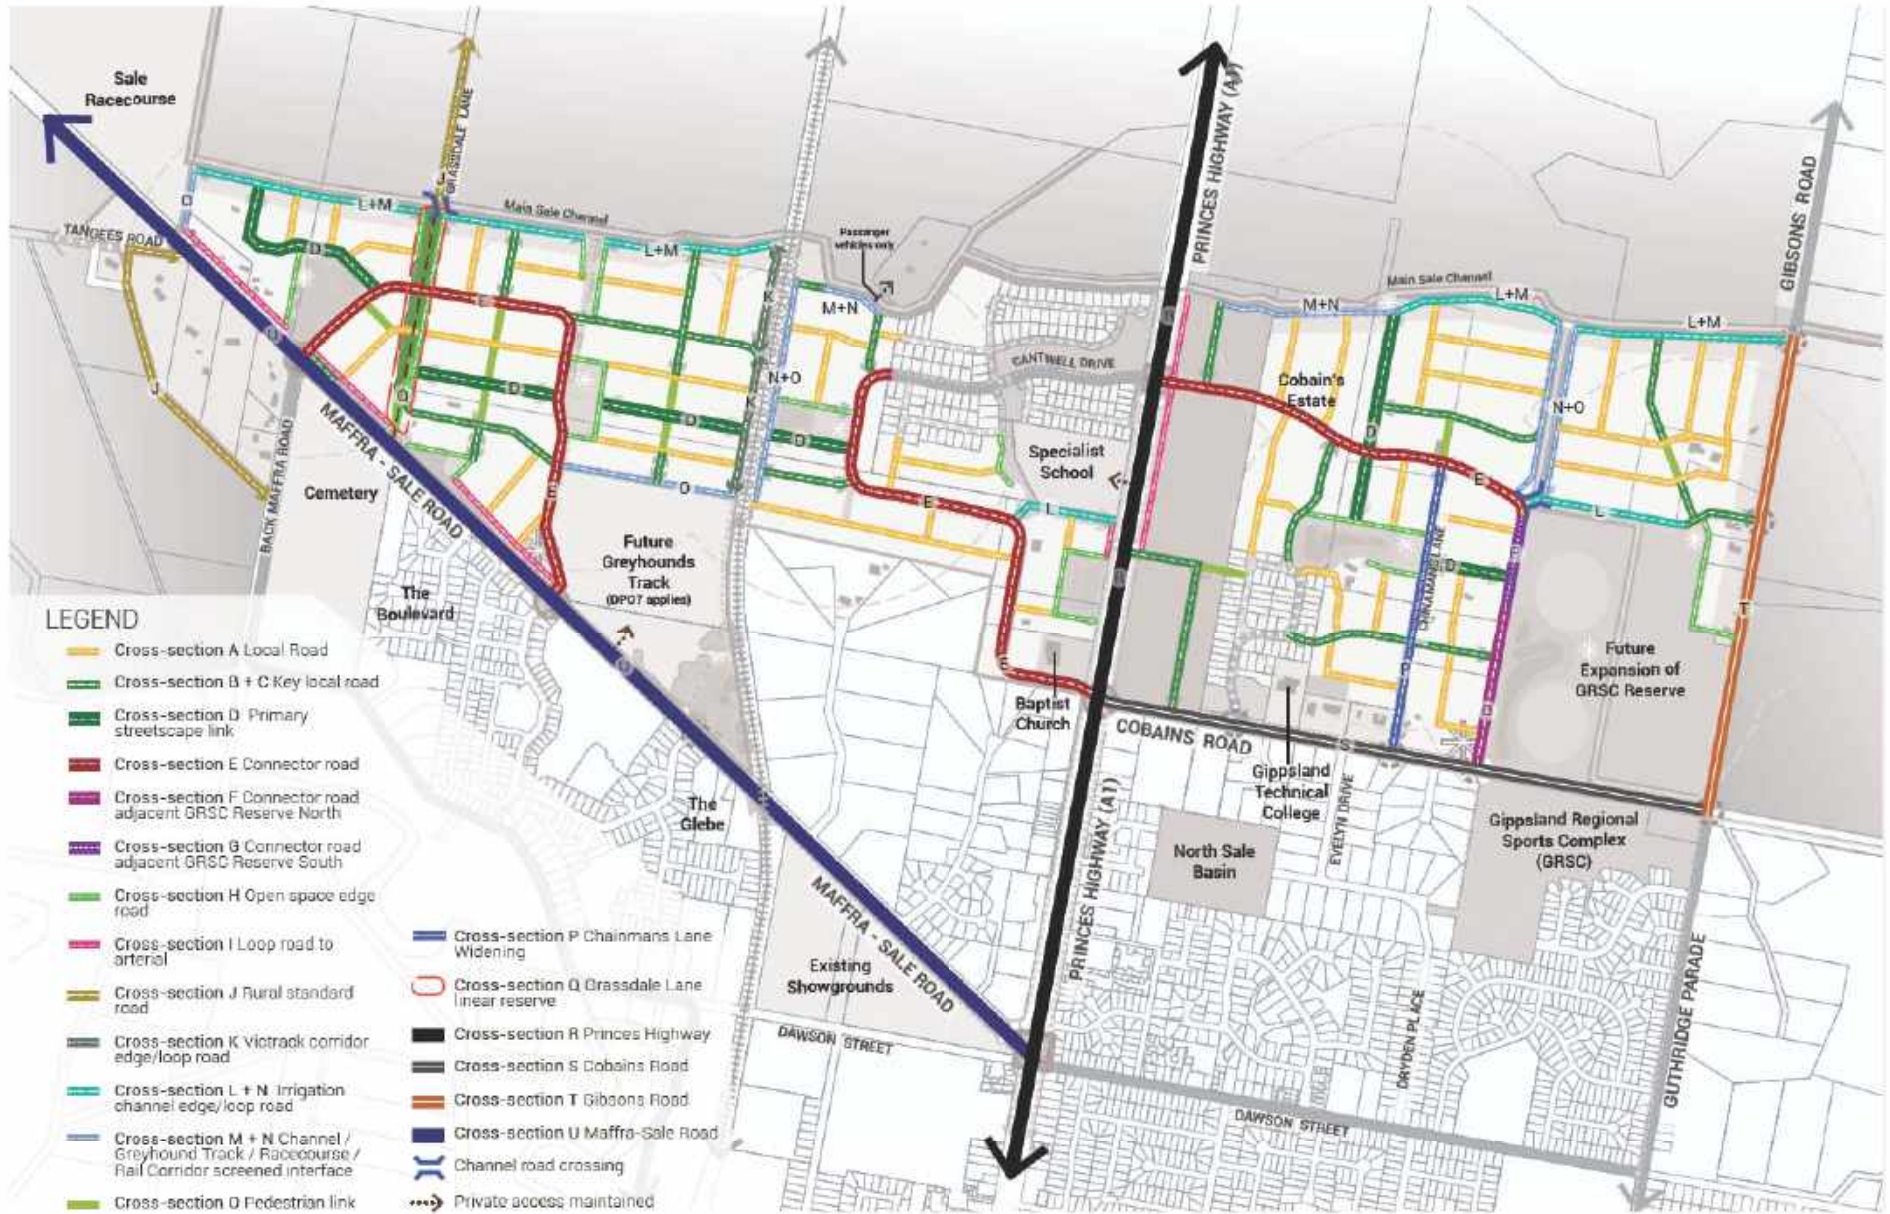 Sale
Racecourse
TANGEES ROAD
GRASSDALE LANE
L+M
Main Sale Channel
L+M
Passenger
vehicles only
PRINCES HIGHWAY (A1)
GIBSONS ROAD
D
K
M+N
N+O
CANTWELL DRIVE
Main Sale Channel
M+N
L+M
L+M
N+O
Cobain's
Estate
Specialist
School
J
BACK MAFFRA ROAD
Cemetery
MAFFRA - SALE ROAD
Q
D
D
D
K
E
O
E
L
D
E
L
Future
Greyhounds
Track
(DPO7 applies)
The
Boulevard
D
T
Future
Expansion of
GRSC Reserve
E
Baptist
Church
COBAINS ROAD
S
Gippsland
Technical
College
EVELYN DRIVE
The
Glebe
PRINCES HIGHWAY (A1)
North Sale
Basin
Gippsland Regional
Sports Complex
(GRSC)
MAFFRA - SALE ROAD
Existing
Showgrounds
DAWSON STREET
DRYDEN PLACE
DAWSON STREET
GUTHRIDGE PARADE
LEGEND
Cross-section A Local Road
Cross-section B + C Key local road
Cross-section D Primary
streetscape link
Cross-section E Connector road
Cross-section F Connector road
adjacent GRSC Reserve North
Cross-section G Connector road
adjacent GRSC Reserve South
Cross-section H Open space edge
road
Cross-section I Loop road to
arterial
Cross-section J Rural standard
road
Cross-section K Victrack corridor
edge/loop road
Cross-section L + N Irrigation
channel edge/loop road
Cross-section M + N Channel /
Greyhound Track / Racecourse /
Rail Corridor screened interface
Cross-section O Pedestrian link
Cross-section P Chainmans Lane
Widening
Cross-section Q Grassdale Lane
linear reserve
Cross-section R Princes Highway
Cross-section S Cobains Road
Cross-section T Gibsons Road
Cross-section U Maffra-Sale Road
Channel road crossing
Private access maintained